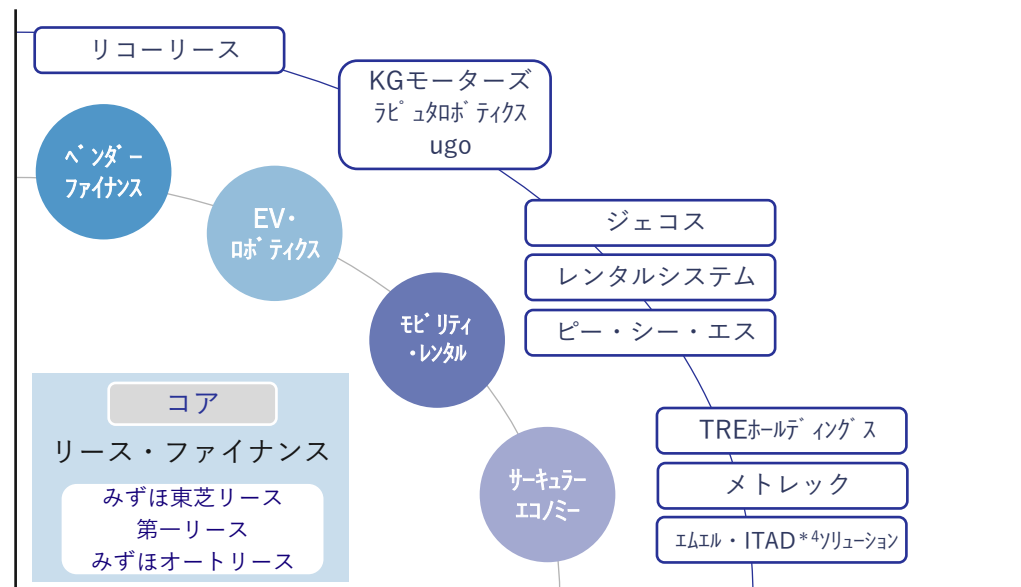 リコーリース
KGモーターズ
ﾗﾋﾟｭﾀﾛﾎﾞﾃｨｸｽ
ugo
ﾍﾞﾝﾀﾞｰ
ﾌｧｲﾅﾝｽ
EV・
ﾛﾎﾞﾃｨｸｽ
ジェコス
レンタルシステム
ピー・シー・エス
ﾓﾋﾞﾘﾃｨ
・ﾚﾝﾀﾙ
コア
リース・ファイナンス
みずほ東芝リース
第一リース
みずほオートリース
TREﾎｰﾙﾃﾞｨﾝｸﾞｽ
メトレック
ｴﾑｴﾙ・ITAD*4ｿﾘｭｰｼｮﾝ
ｻｰｷｭﾗｰ
ｴｺﾉﾐｰ